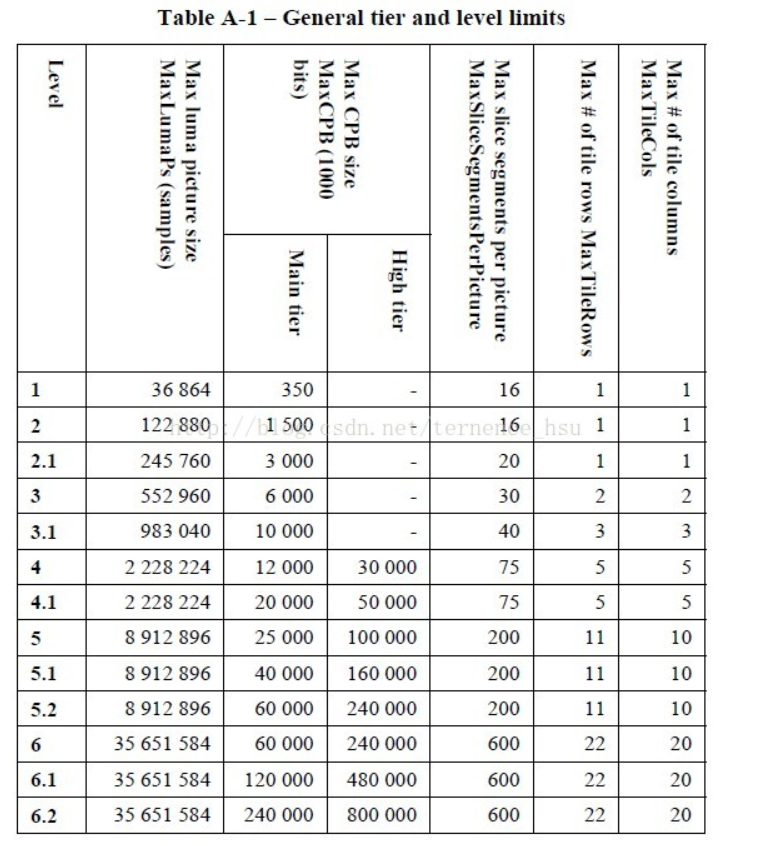 Table A-1 – General tier and level limits
Level
Max luma picture size
MaxLumaPs (samples)
Max CPB size
MaxCPB (1000
bits)
Main tier
High tier
Max slice segments per picture
MaxSliceSegmentsPerPicture
Max # of tile rows MaxTileRows
Max # of tile columns
MaxTileCols
1 36 864 350 - 16 1 1
2 122 880 1 500 - 16 1 1
http://blog.csdn.net/ternence_hsu
2.1 245 760 3 000 - 20 1 1
3 552 960 6 000 - 30 2 2
3.1 983 040 10 000 - 40 3 3
4 2 228 224 12 000 30 000 75 5 5
4.1 2 228 224 20 000 50 000 75 5 5
5 8 912 896 25 000 100 000 200 11 10
5.1 8 912 896 40 000 160 000 200 11 10
5.2 8 912 896 60 000 240 000 200 11 10
6 35 651 584 60 000 240 000 600 22 20
6.1 35 651 584 120 000 480 000 600 22 20
6.2 35 651 584 240 000 800 000 600 22 20